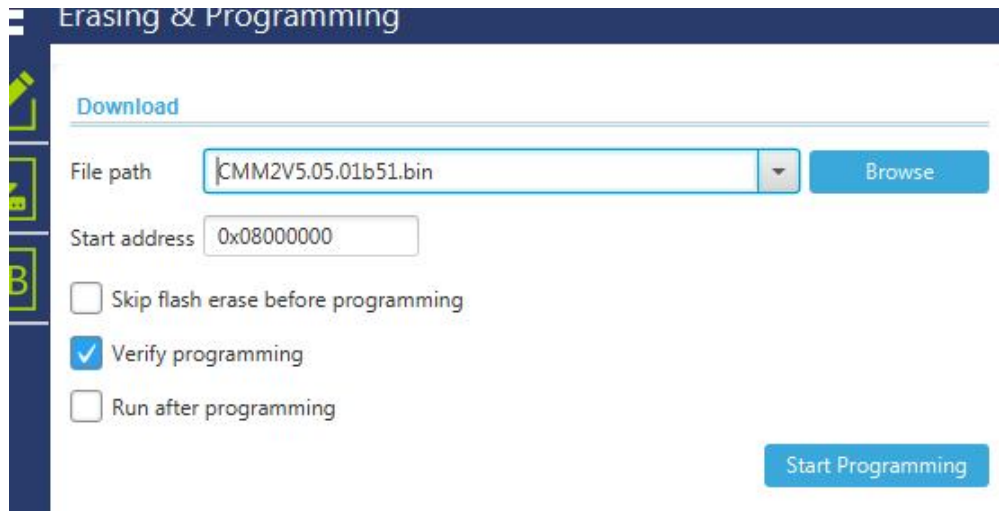 Erasing & Programming
Download
File path CMM2V5.05.01b51.bin Browse
Start address 0x08000000
B
Skip flash erase before programming
Verify programming
Run after programming
Start Programming